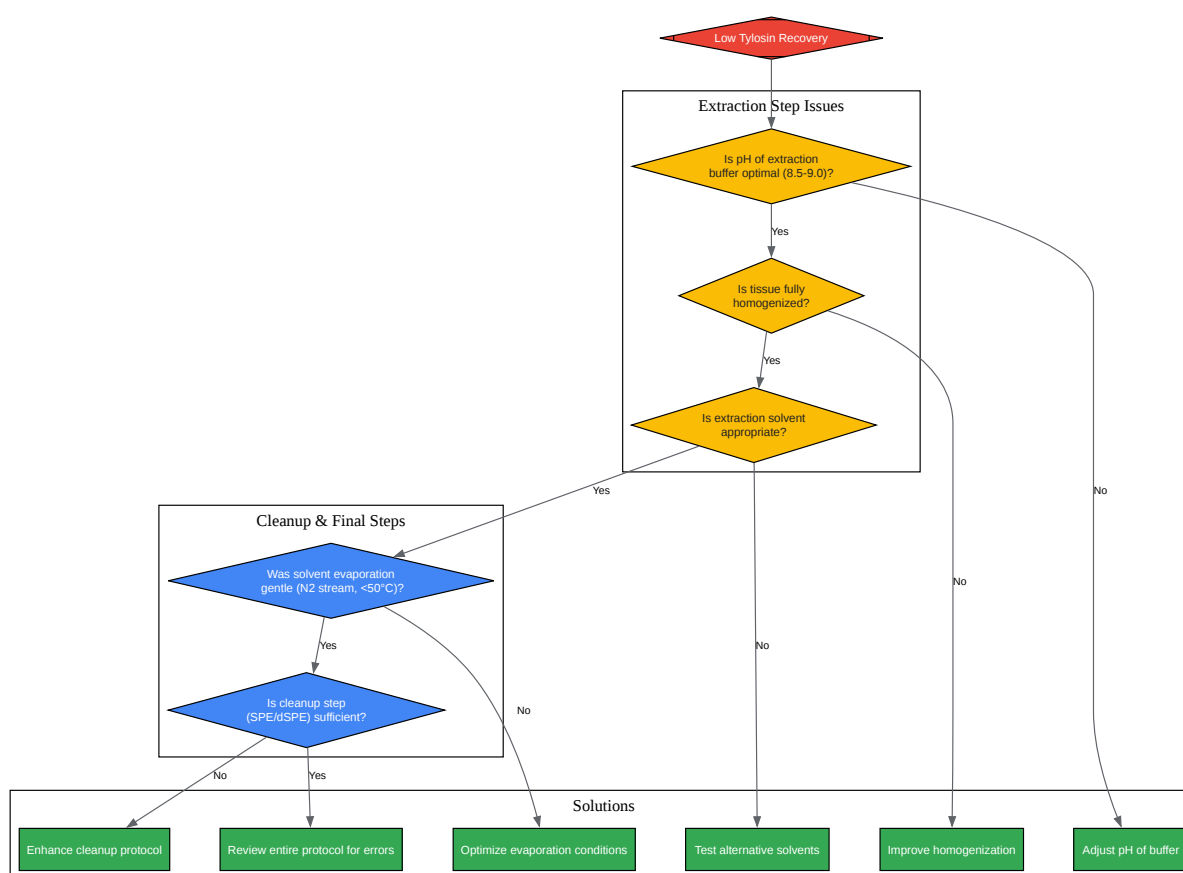 Low Tylosin Recovery
Extraction Step Issues
Is pH of extraction
buffer optimal (8.5-9.0)?
Yes
Is tissue fully
homogenized?
Yes
Is extraction solvent
appropriate?
Yes
No
Cleanup & Final Steps
Was solvent evaporation
gentle (N2 stream, <50°C)?
No
Yes
No
Is cleanup step
(SPE/dSPE) sufficient?
No
No
Yes
Solutions
Enhance cleanup protocol
Review entire protocol for errors
Optimize evaporation conditions
Test alternative solvents
Improve homogenization
Adjust pH of buffer